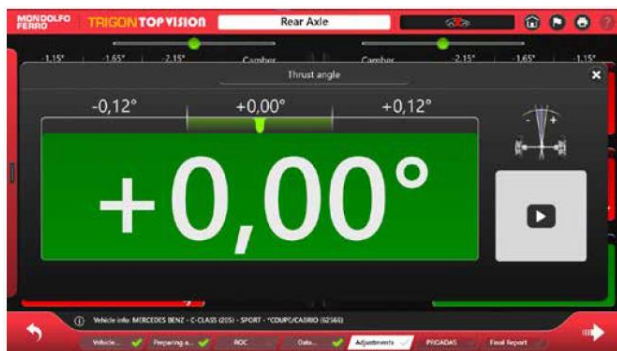 MONDOLFO
FERRO
TRIGON TOP VISION
Rear Axle
-1,15° -1,65° -2,15° Camber Camber -2,15° -1,65° -1,15°
Thrust angle
-0,12° +0,00° +0,12°
- +
+0,00°
Vehicle info: MERCEDES BENZ - C-CLASS (205) - SPORT - *COUPE/CABRIO (62566)
Vehicle... Preparing a... ROC Data... Adjustments Final Report